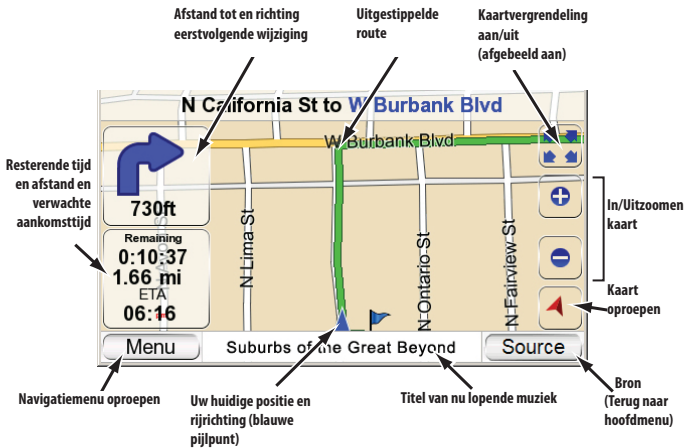 Afstand tot en richting
eerstvolgende wijziging
Uitgestippelde
route
Kaartvergrendeling
aan/uit
(afgebeeld aan)
N California St to W Burbank Blvd
W Burbank Blvd
Resterende tijd
en afstand en
verwachte
aankomsttijd
730ft
Remaining
0:10:37
1.66 mi
ETA
06:16
N Lima St
N Ontario St
N Fairview St
In/Uitzoomen
kaart
Kaart
oproepen
Menu
Suburbs of the Great Beyond
Source
Navigatiemenu oproepen
Uw huidige positie en
rijrichting (blauwe
pijlpunt)
Titel van nu lopende muziek
Bron
(Terug naar
hoofdmenu)